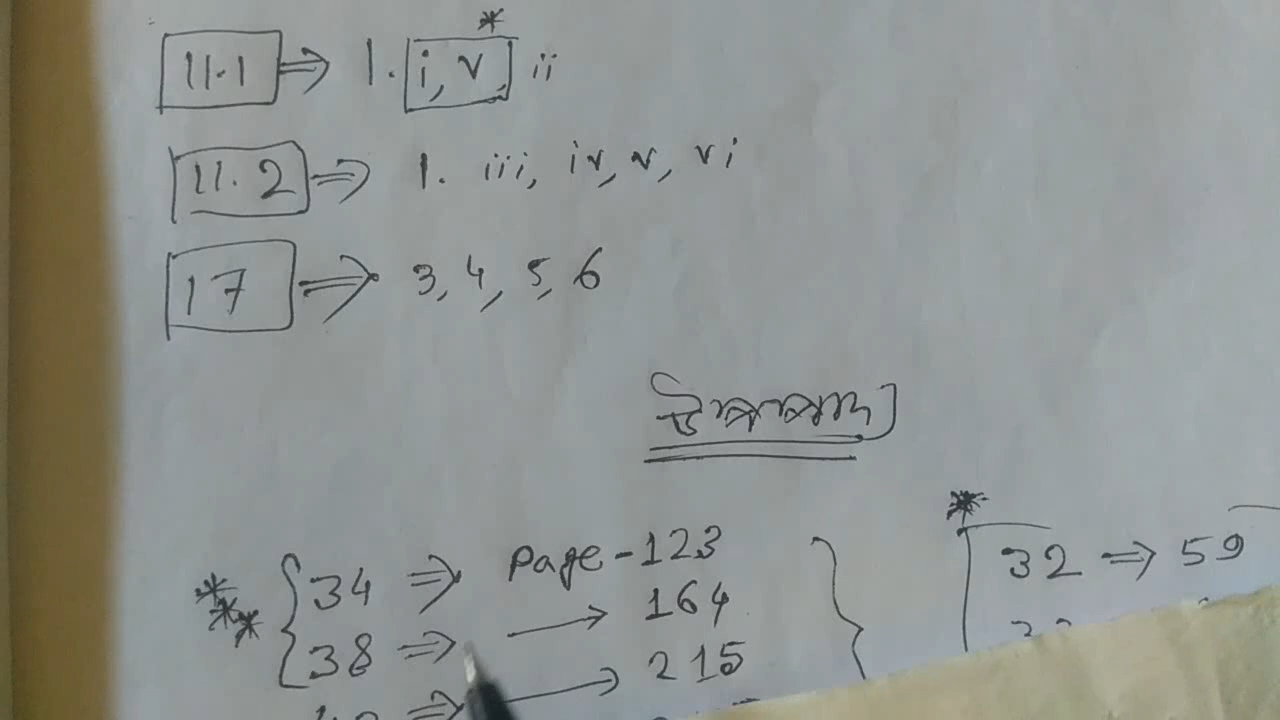 11.1 ⇒ 1. i, v, ii *
11.2 ⇒ 1. iii, iv, v, vi
17 ⇒ 3, 4, 5, 6
উপপাদ্য
34 ⇒ page - 123
38 ⇒ → 164
⇒ → 215
* 32 ⇒ 59